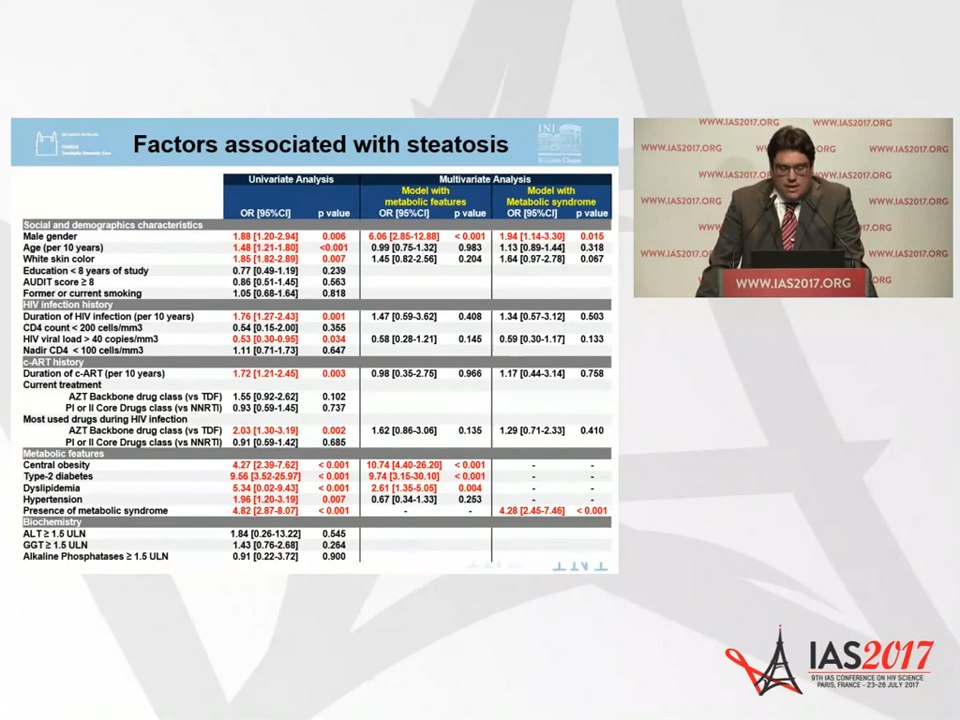 Factors associated with steatosis
Univariate Analysis Multivariate Analysis
Model with metabolic features Model with Metabolic syndrome
OR [95%CI] p value OR [95%CI] p value OR [95%CI] p value
Social and demographics characteristics
Male gender 1.88 [1.20-2.94] 0.006 6.06 [2.85-12.88] < 0.001 1.94 [1.14-3.30] 0.015
Age (per 10 years) 1.48 [1.21-1.80] <0.001 0.99 [0.75-1.32] 0.983 1.13 [0.89-1.44] 0.318
White skin color 1.85 [1.82-2.89] 0.007 1.45 [0.82-2.56] 0.204 1.64 [0.97-2.78] 0.067
Education < 8 years of study 0.77 [0.49-1.19] 0.239
AUDIT score ≥ 8 0.86 [0.51-1.45] 0.563
Former or current smoking 1.05 [0.68-1.64] 0.818
HIV infection history
Duration of HIV infection (per 10 years) 1.76 [1.27-2.43] 0.001 1.47 [0.59-3.62] 0.408 1.34 [0.57-3.12] 0.503
CD4 count < 200 cells/mm3 0.54 [0.15-2.00] 0.355
HIV viral load > 40 copies/mm3 0.53 [0.30-0.95] 0.034 0.58 [0.28-1.21] 0.145 0.59 [0.30-1.17] 0.133
Nadir CD4 < 100 cells/mm3 1.11 [0.71-1.73] 0.647
c-ART history
Duration of c-ART (per 10 years) 1.72 [1.21-2.45] 0.003 0.98 [0.35-2.75] 0.966 1.17 [0.44-3.14] 0.758
Current treatment
AZT Backbone drug class (vs TDF) 1.55 [0.92-2.62] 0.102
PI or II Core Drugs class (vs NNRTI) 0.93 [0.59-1.45] 0.737
Most used drugs during HIV infection
AZT Backbone drug class (vs TDF) 2.03 [1.30-3.19] 0.002 1.62 [0.86-3.06] 0.135 1.29 [0.71-2.33] 0.410
PI or II Core Drugs class (vs NNRTI) 0.91 [0.59-1.42] 0.685
Metabolic features
Central obesity 4.27 [2.39-7.62] < 0.001 10.74 [4.40-26.20] < 0.001 - -
Type-2 diabetes 9.56 [3.52-25.97] < 0.001 9.74 [3.15-30.10] < 0.001 - -
Dyslipidemia 5.34 [0.02-9.43] < 0.001 2.61 [1.35-5.05] 0.004 - -
Hypertension 1.96 [1.20-3.19] 0.007 0.67 [0.34-1.33] 0.253 - -
Presence of metabolic syndrome 4.82 [2.87-8.07] < 0.001 - - 4.28 [2.45-7.46] < 0.001
Biochemistry
ALT ≥ 1.5 ULN 1.84 [0.26-13.22] 0.545
GGT ≥ 1.5 ULN 1.43 [0.76-2.68] 0.264
Alkaline Phosphatases ≥ 1.5 ULN 0.91 [0.22-3.72] 0.900
WWW.IAS2017.ORG WWW.IAS2017.ORG
WWW.IAS2017.ORG WWW.IAS2017.ORG
WWW.IAS2017.ORG WWW.IAS2017.ORG
WWW.IAS2017.ORG
IAS2017
9TH IAS CONFERENCE ON HIV SCIENCE
PARIS, FRANCE – 23-26 JULY 2017